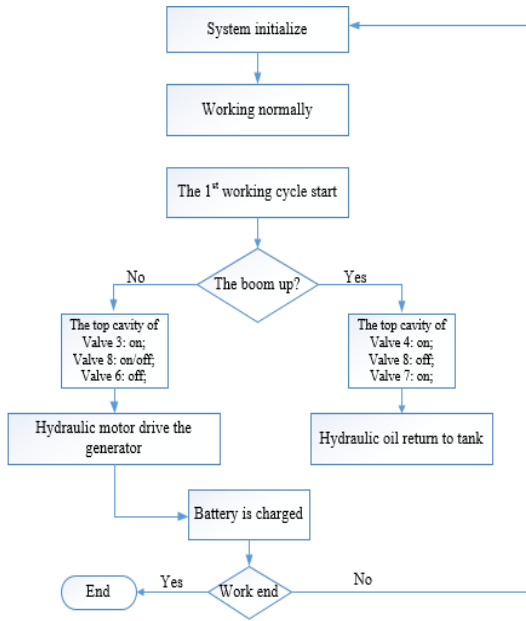 System initialize
Working normally
The 1st working cycle start
The boom up?
No
Yes
The top cavity of
Valve 3: on;
Valve 8: on/off;
Valve 6: off;
The top cavity of
Valve 4: on;
Valve 8: off;
Valve 7: on;
Hydraulic motor drive the
generator
Hydraulic oil return to tank
Battery is charged
Work end
Yes
No
End